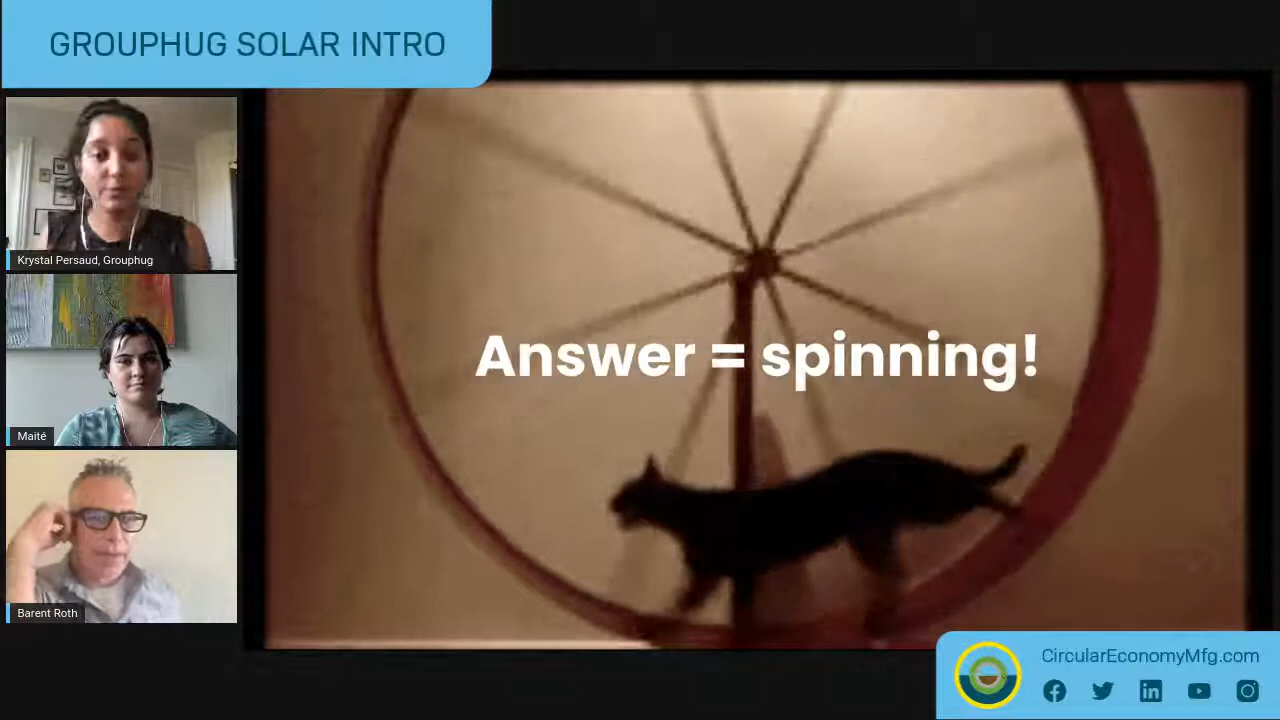 GROUPHUG SOLAR INTRO
Krystal Persaud, Grouphug
Maité
Barent Roth
Answer = spinning!
CircularEconomyMfg.com